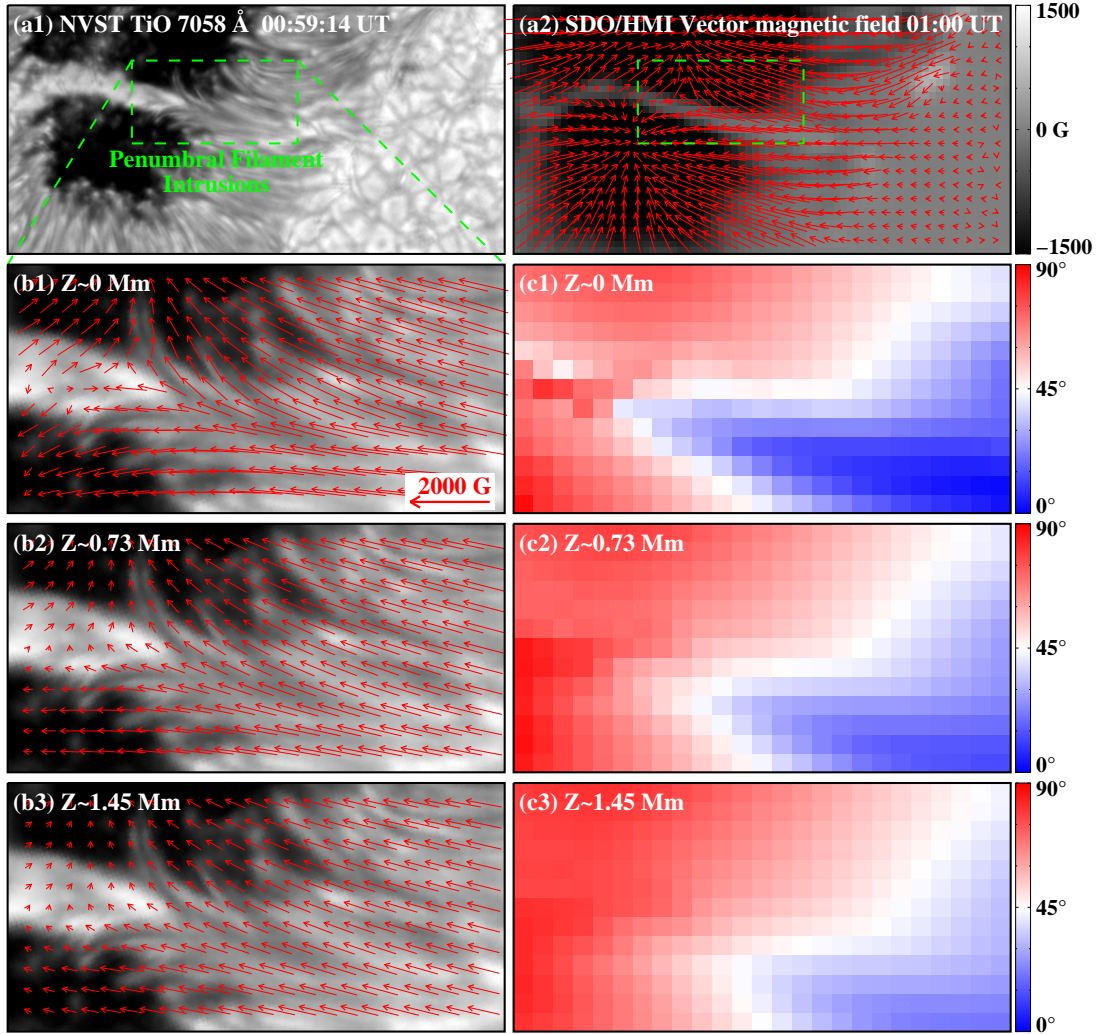 (a1) NVST TiO 7058 Å 00:59:14 UT
Penumbral Filament
Intrusions
(a2) SDO/HMI Vector magnetic field 01:00 UT
1500
0 G
−1500
(b1) Z~0 Mm
2000 G
(c1) Z~0 Mm
90°
45°
0°
(b2) Z~0.73 Mm
(c2) Z~0.73 Mm
90°
45°
0°
(b3) Z~1.45 Mm
(c3) Z~1.45 Mm
90°
45°
0°